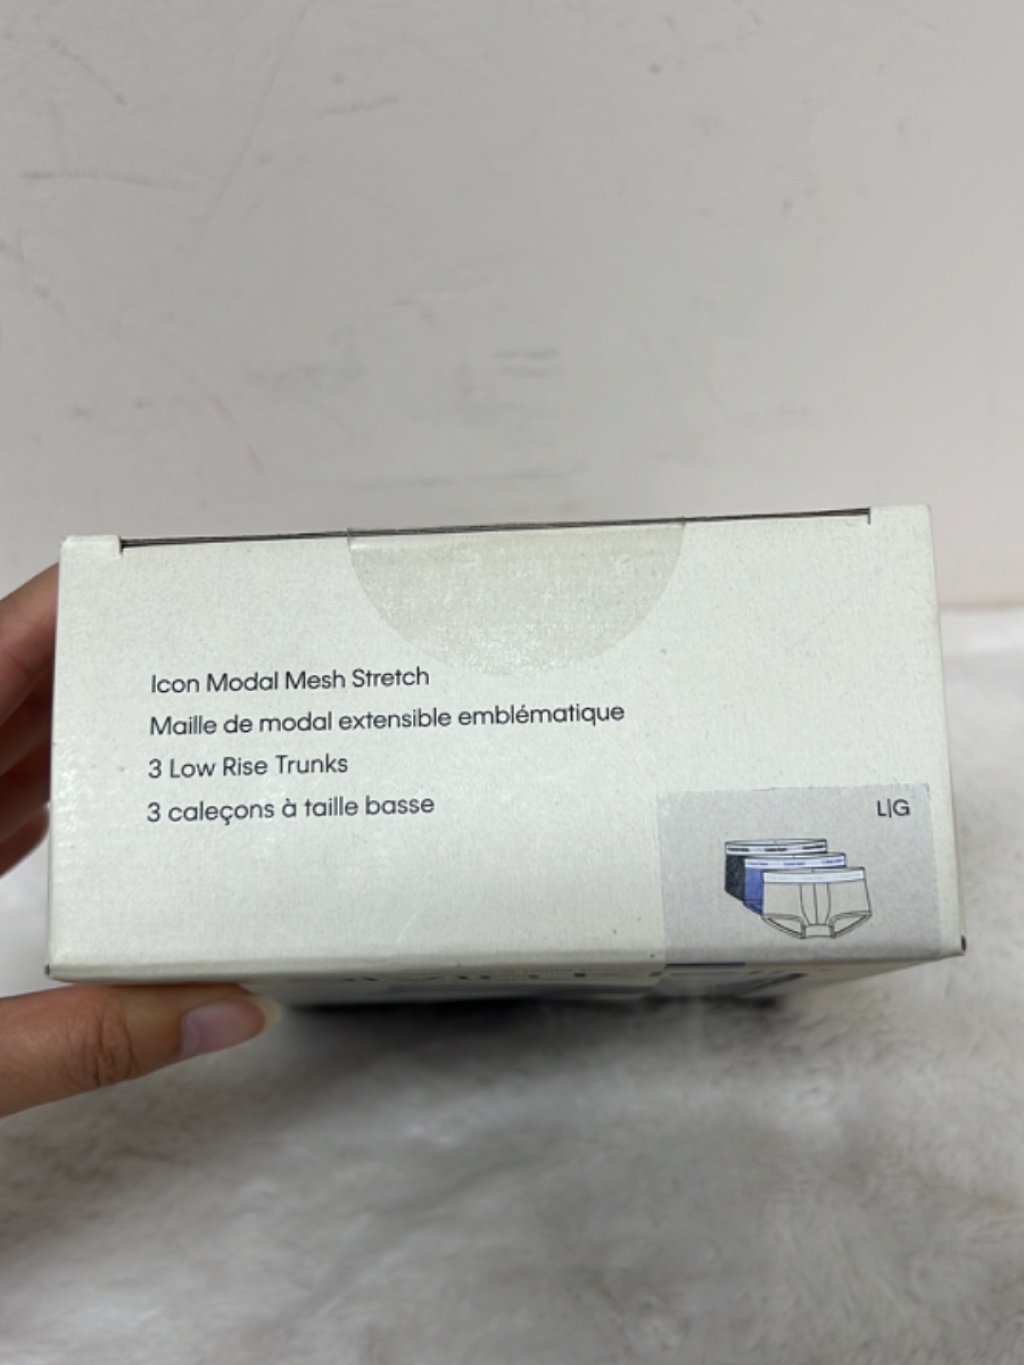 Icon Modal Mesh Stretch
Maille de modal extensible emblématique
3 Low Rise Trunks
3 caleçons à taille basse
L|G